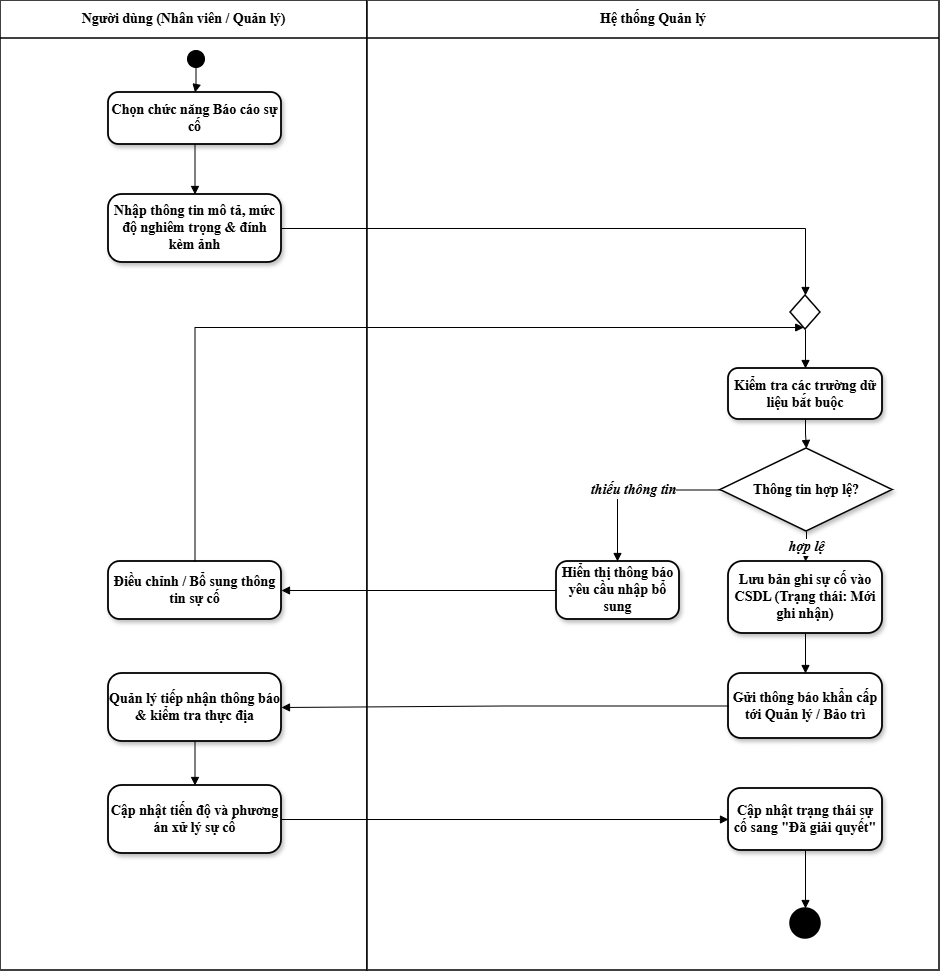 Người dùng (Nhân viên / Quản lý)
Hệ thống Quản lý
Chọn chức năng Báo cáo sự
cố
Nhập thông tin mô tả, mức
độ nghiêm trọng & đính
kèm ảnh
Kiểm tra các trường dữ
liệu bắt buộc
Thông tin hợp lệ?
thiếu thông tin
hợp lệ
Điều chỉnh / Bổ sung thông
tin sự cố
Hiển thị thông báo
yêu cầu nhập bổ
sung
Lưu bản ghi sự cố vào
CSDL (Trạng thái: Mới
ghi nhận)
Quản lý tiếp nhận thông báo
& kiểm tra thực địa
Gửi thông báo khẩn cấp
tới Quản lý / Bảo trì
Cập nhật tiến độ và phương
án xử lý sự cố
Cập nhật trạng thái sự
cố sang "Đã giải quyết"